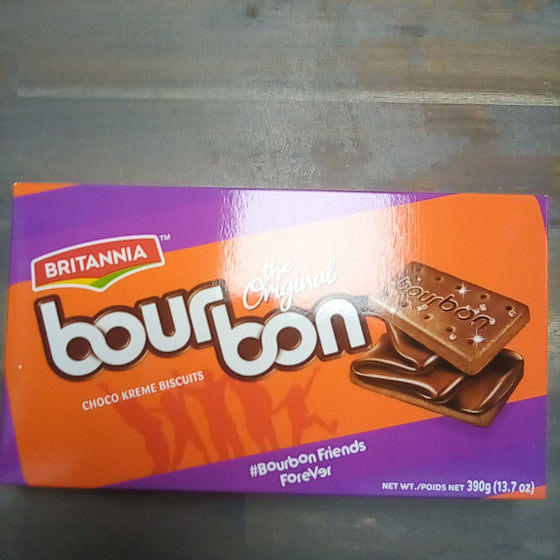 BRITANNIA TM
the
Original
bourbon
CHOCO KREME BISCUITS
bourbon
#Bourbon Friends
ForeVer
NET WT./POIDS NET 390g (13.7 oz)